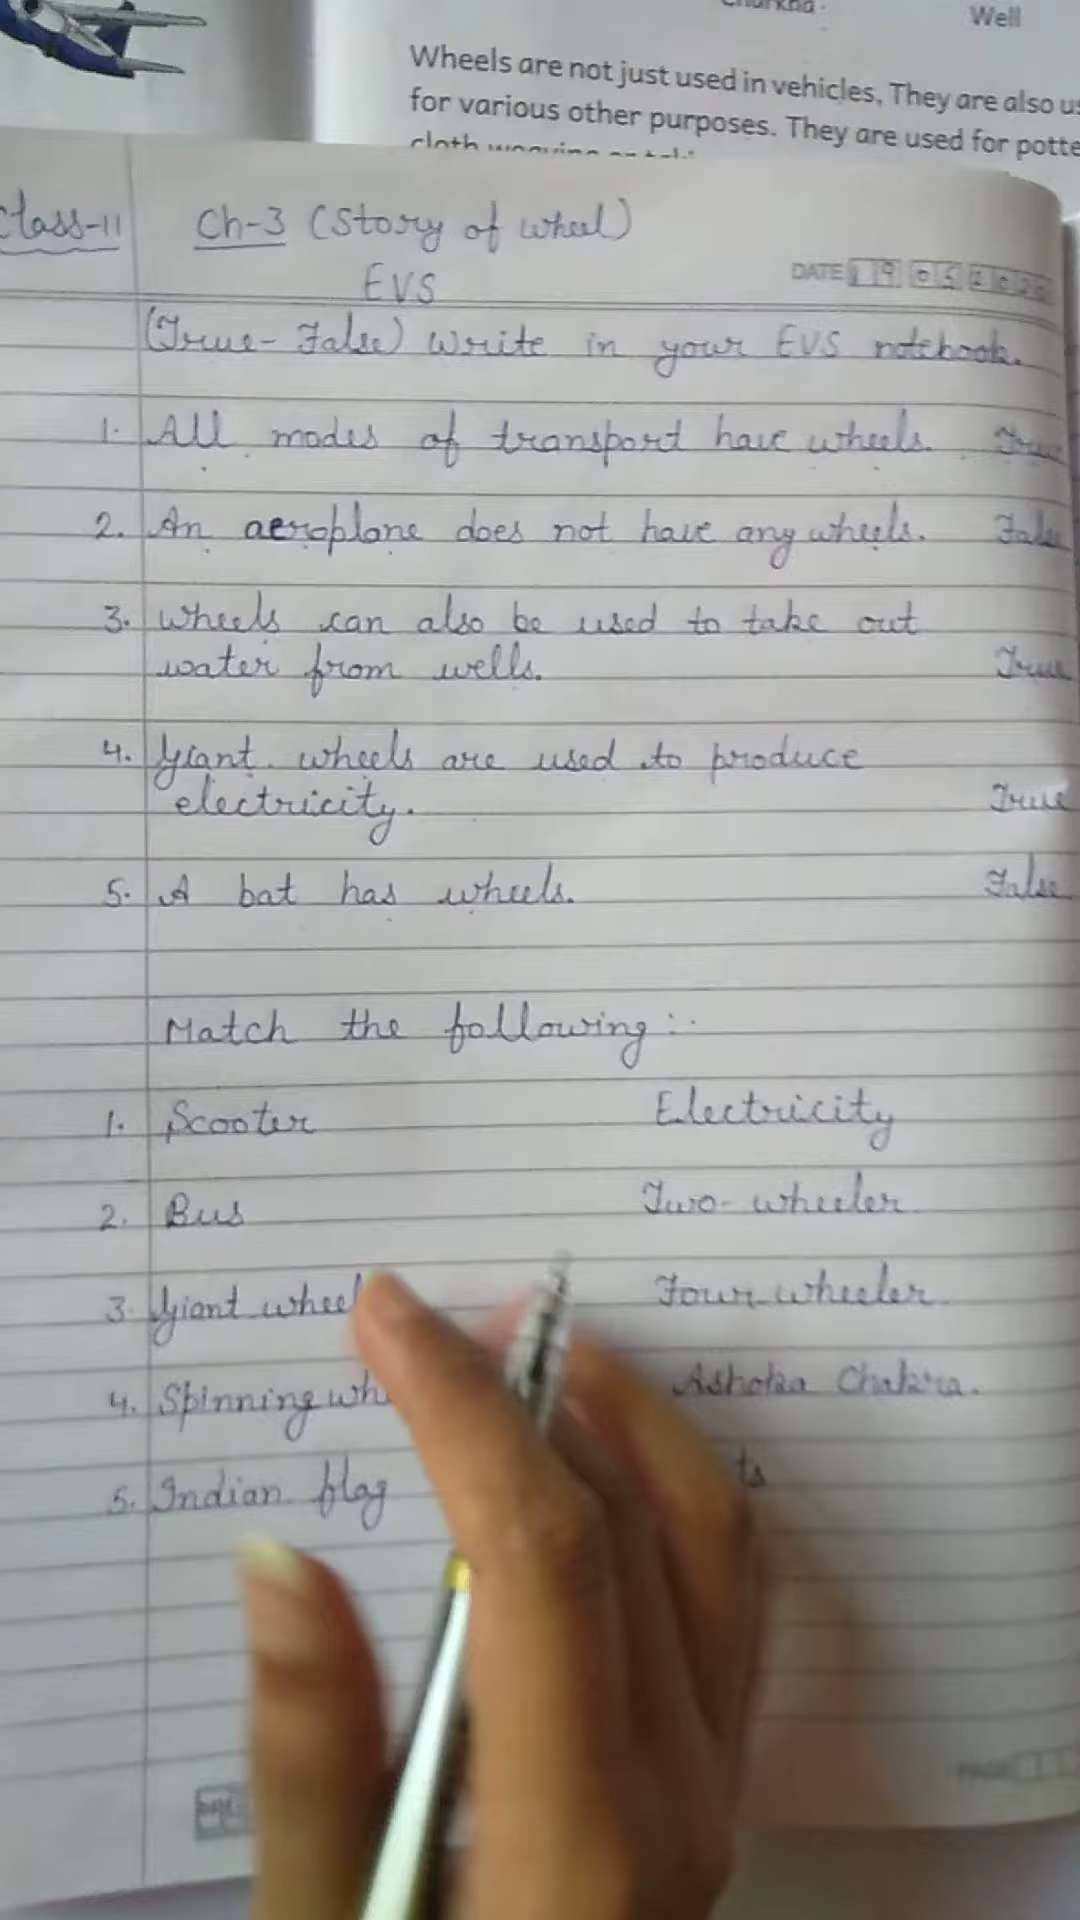 Well
Wheels are not just used in vehicles. They are also
for various other purposes. They are used for
Class-II
Ch-3 (Story of wheel)
EVS
DATE
(True-False) Write in your EVS notebook.
1. All modes of transport have wheels. True
2. An aeroplane does not have any wheels. False
3. Wheels can also be used to take out
water from wells. True
4. Giant wheels are used to produce
electricity. True
5. A bat has wheels. False
Match the following:-
1. Scooter Electricity
2. Bus Two-wheeler
3. Giant wheel Four-wheeler
4. Spinning Ashoka Chakra.
5. Indian flag
PAGE